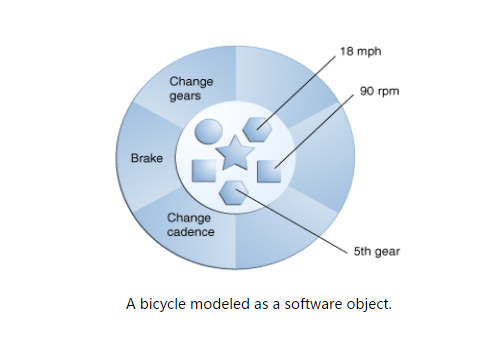 18 mph
Change
gears
90 rpm
Brake
Change
cadence
5th gear
A bicycle modeled as a software object.